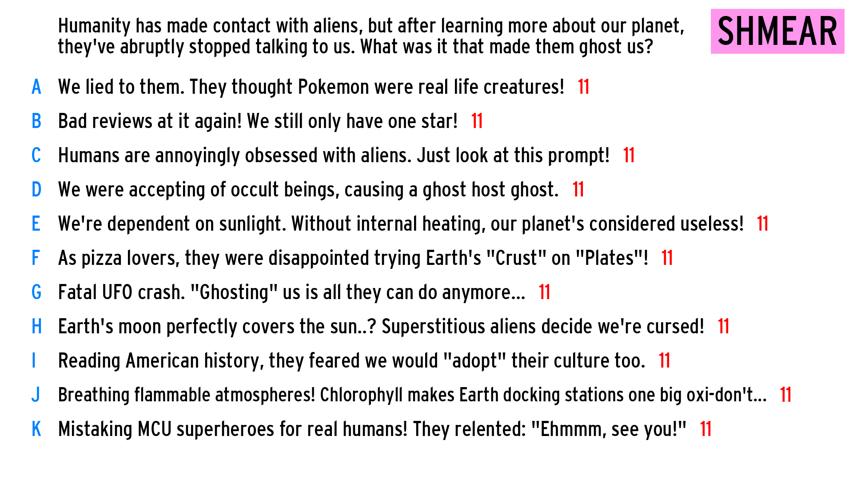 Humanity has made contact with aliens, but after learning more about our planet,
they've abruptly stopped talking to us. What was it that made them ghost us?
SHMEAR
A We lied to them. They thought Pokemon were real life creatures! 11
B Bad reviews at it again! We still only have one star! 11
C Humans are annoyingly obsessed with aliens. Just look at this prompt! 11
D We were accepting of occult beings, causing a ghost host ghost. 11
E We're dependent on sunlight. Without internal heating, our planet's considered useless! 11
F As pizza lovers, they were disappointed trying Earth's "Crust" on "Plates"! 11
G Fatal UFO crash. "Ghosting" us is all they can do anymore... 11
H Earth's moon perfectly covers the sun..? Superstitious aliens decide we're cursed! 11
I Reading American history, they feared we would "adopt" their culture too. 11
J Breathing flammable atmospheres! Chlorophyll makes Earth docking stations one big oxi-don't... 11
K Mistaking MCU superheroes for real humans! They relented: "Ehmmm, see you!" 11